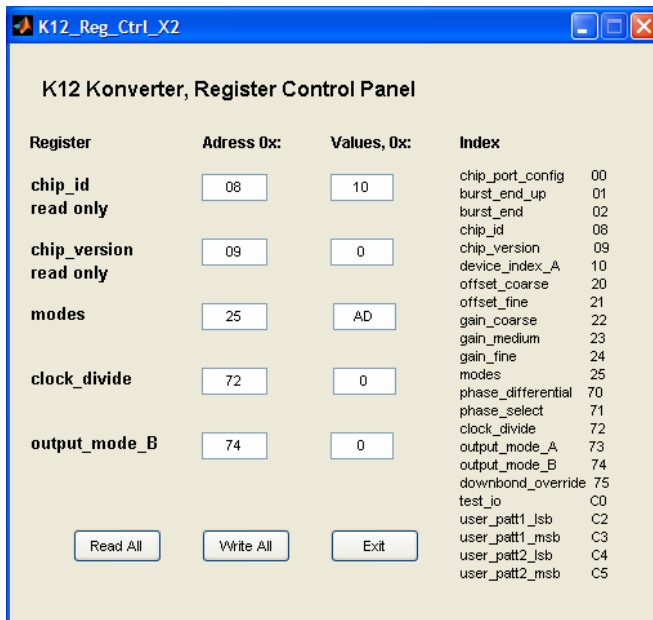 K12_Reg_Ctrl_X2
K12 Konverter, Register Control Panel
Register Adress 0x: Values, 0x: Index
chip_id
read only
08 10
chip_version
read only
09 0
modes 25 AD
clock_divide 72 0
output_mode_B 74 0
chip_port_config 00
burst_end_up 01
burst_end 02
chip_id 08
chip_version 09
device_index_A 10
offset_coarse 20
offset_fine 21
gain_coarse 22
gain_medium 23
gain_fine 24
modes 25
phase_differential 70
phase_select 71
clock_divide 72
output_mode_A 73
output_mode_B 74
downbond_override 75
test_io C0
user_patt1_lsb C2
user_patt1_msb C3
user_patt2_lsb C4
user_patt2_msb C5
Read All Write All Exit